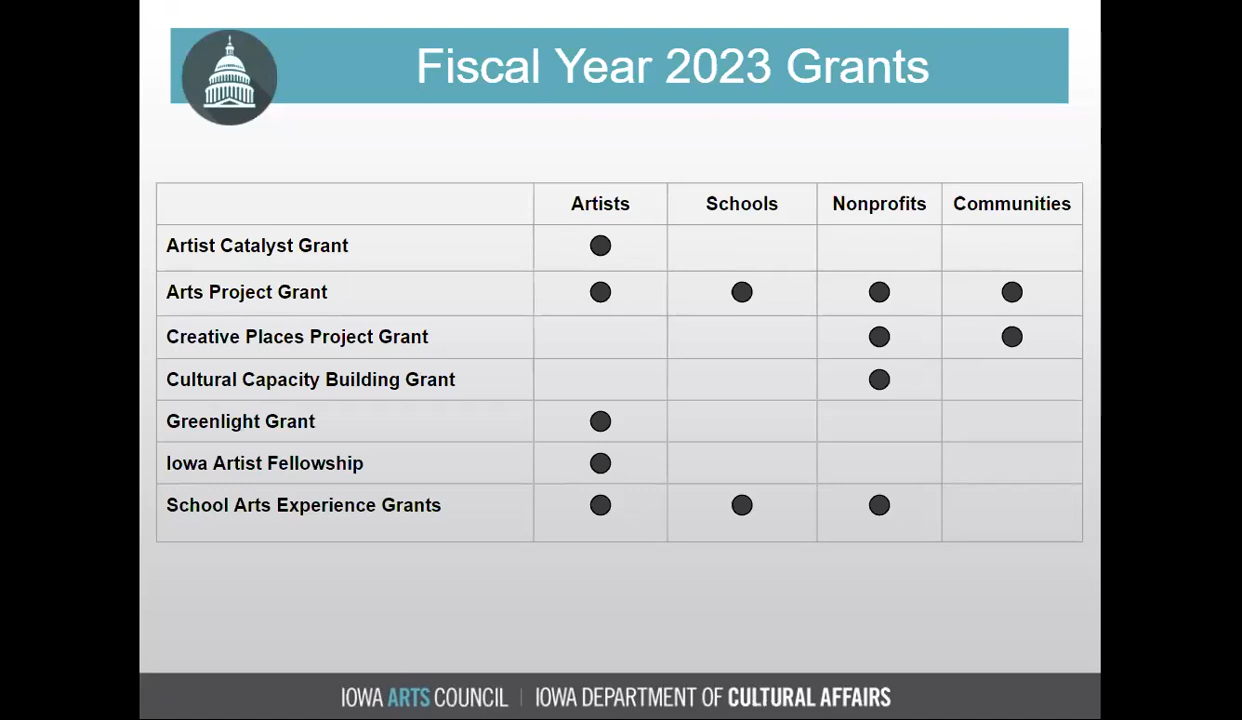 Fiscal Year 2023 Grants
Artists Schools Nonprofits Communities
Artist Catalyst Grant
Arts Project Grant
Creative Places Project Grant
Cultural Capacity Building Grant
Greenlight Grant
Iowa Artist Fellowship
School Arts Experience Grants
IOWA ARTS COUNCIL | IOWA DEPARTMENT OF CULTURAL AFFAIRS